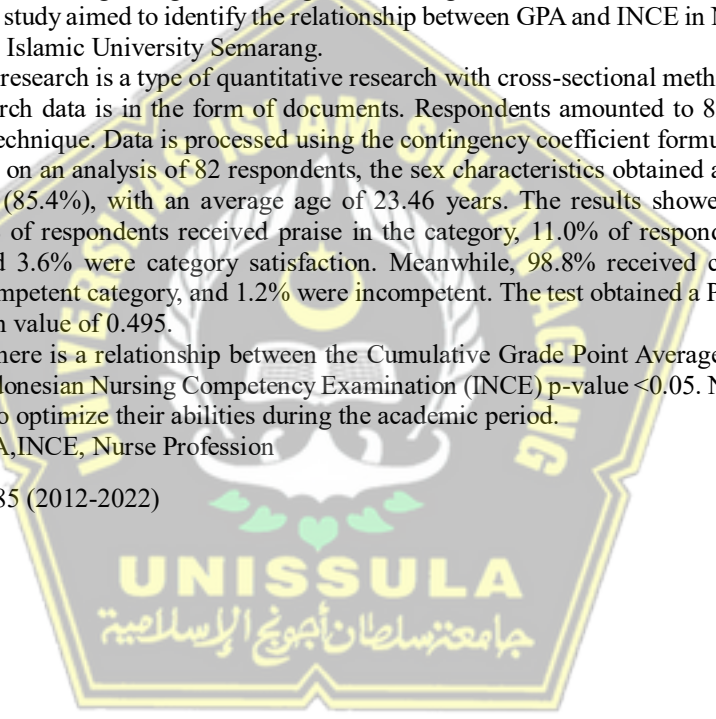 study aimed to identify the relationship between GPA and INCE in
Islamic University Semarang.
research is a type of quantitative research with cross-sectional
rch data is in the form of documents. Respondents amounted to 8
echnique. Data is processed using the contingency coefficient
on an analysis of 82 respondents, the sex characteristics obtained
(85.4%), with an average age of 23.46 years. The results
of respondents received praise in the category, 11.0% of
d 3.6% were category satisfaction. Meanwhile, 98.8% received
mpetent category, and 1.2% were incompetent. The test obtained a P
n value of 0.495.
here is a relationship between the Cumulative Grade Point Average
donesian Nursing Competency Examination (INCE) p-value <0.05.
o optimize their abilities during the academic period.
A,INCE, Nurse Profession
85 (2012-2022)
UNIVERSITAS ISLAM SULTAN AGUNG
UNISSULA
جامعتسلطان أجونج الإسلامية